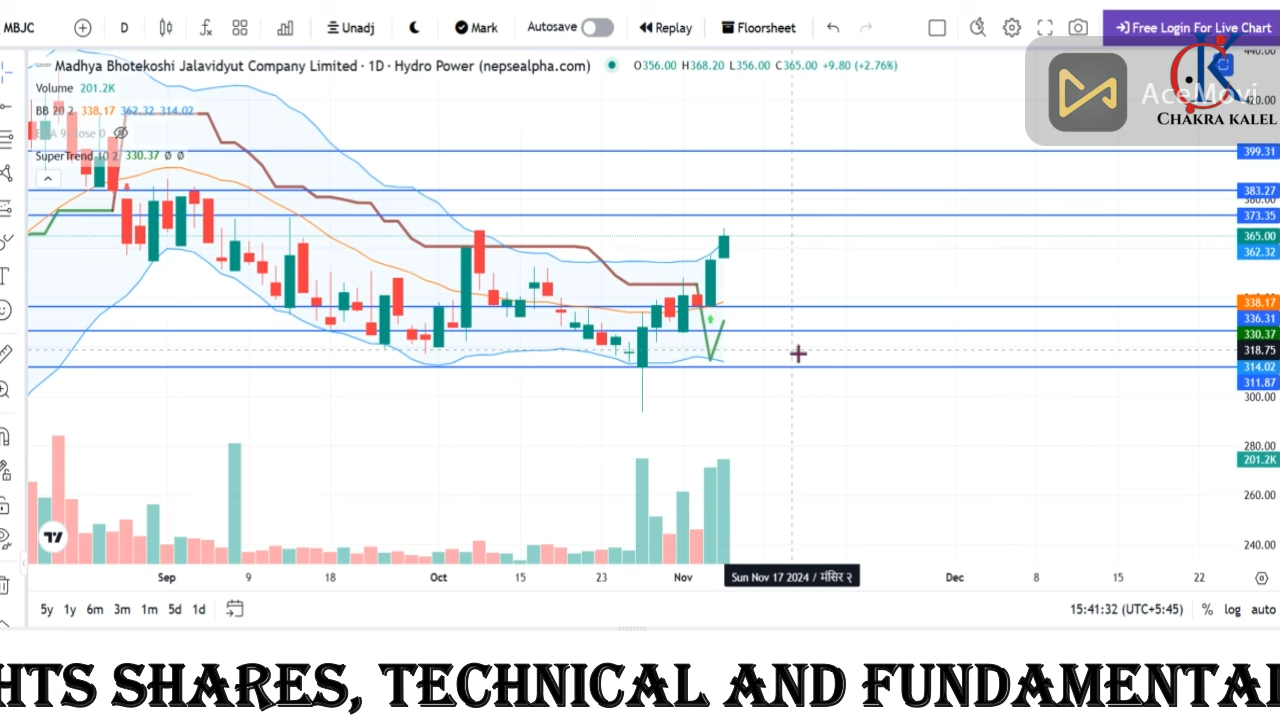 MBJC D Unadj Mark Autosave Replay Floorsheet Free Login For Live Chart
Madhya Bhotekoshi Jalavidyut Company Limited · 1D · Hydro Power (nepsealpha.com) O356.00 H368.20 L356.00 C365.00 +9.80 (+2.76%)
Volume 201.2K
BB 20 2 338.17 362.32 314.02
SuperTrend 10 2 330.37 ∅ ∅
AceMovi
K
CHAKRA KALEL
440.00
420.00
399.31
383.27
380.00
373.35
365.00
362.32
338.17
336.31
330.37
318.75
314.02
311.87
300.00
280.00
201.2K
260.00
240.00
Sep 9 18 Oct 15 23 Nov Sun Nov 17 2024 / मंसिर २ Dec 8 15 22
5y 1y 6m 3m 1m 5d 1d 15:41:32 (UTC+5:45) % log auto
HTS SHARES, TECHNICAL AND FUNDAMENTA